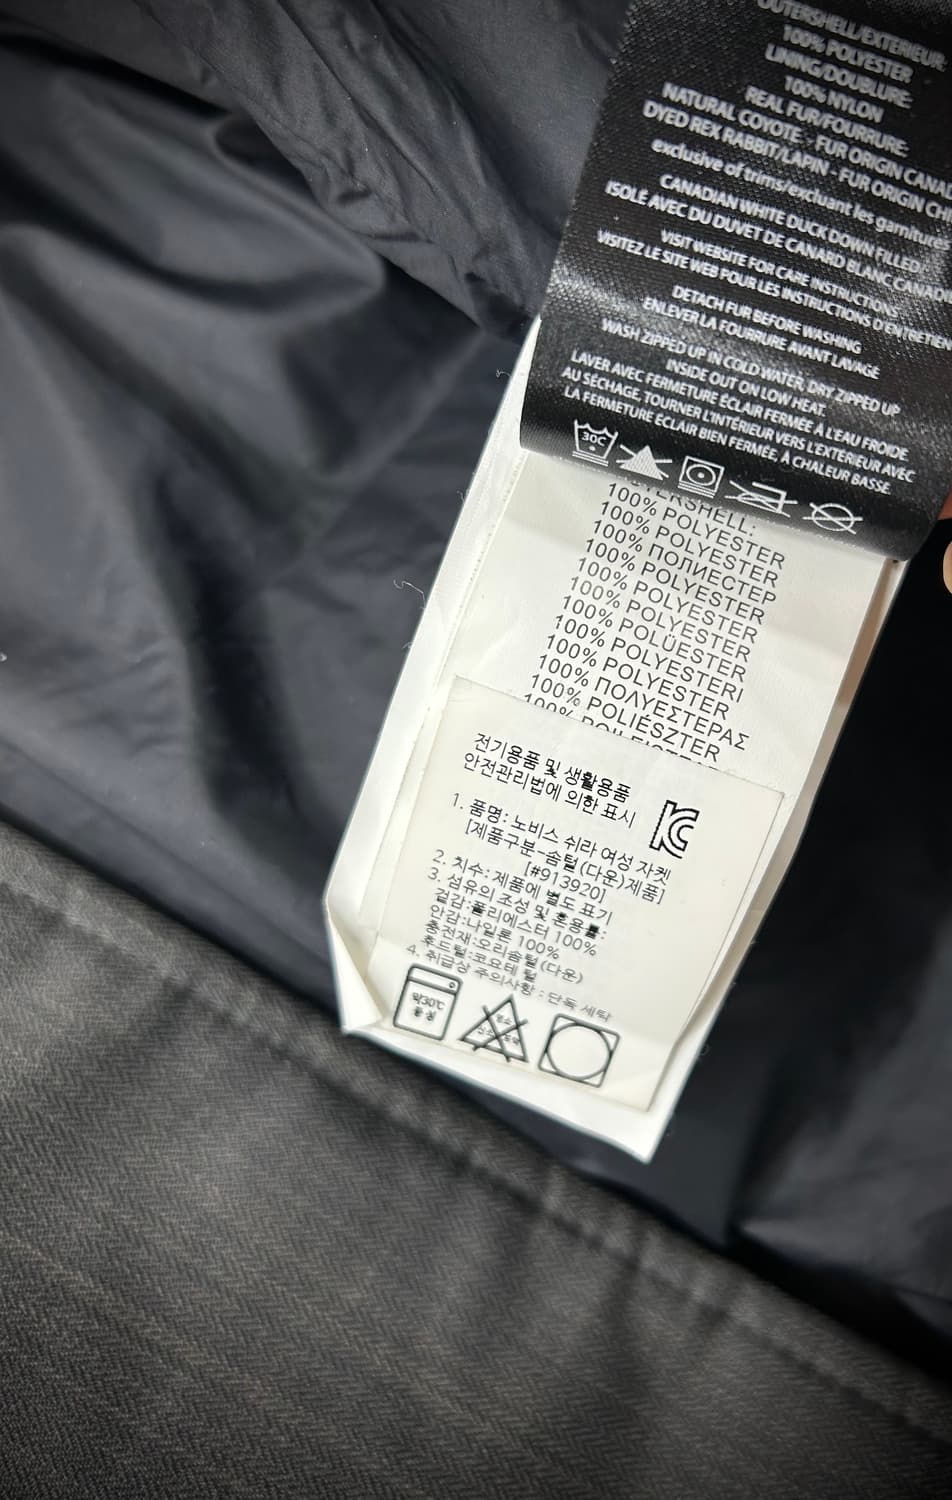 OUTERSHELL/EXTERIEUR:
100% POLYESTER
LINING/DOUBLURE:
100% NYLON
REAL FUR/FOURRURE:
NATURAL COYOTE - FUR ORIGIN
DYED REX RABBIT/LAPIN - FUR ORIGIN
exclusive of trims/excluant les garnitures
CANADIAN WHITE DUCK DOWN FILLED
ISOLÉ AVEC DU DUVET DE CANARD BLANC
VISIT WEBSITE FOR CARE INSTRUCTIONS
VISITEZ LE SITE WEB POUR LES INSTRUCTIONS D'ENTRETIEN
DETACH FUR BEFORE WASHING
ENLEVER LA FOURRURE AVANT LAVAGE
WASH ZIPPED UP IN COLD WATER, DRY ZIPPED UP
INSIDE OUT ON LOW HEAT.
LAVER AVEC FERMETURE ÉCLAIR FERMÉE À L'EAU FROIDE
AU SÉCHAGE, TOURNER L'INTÉRIEUR VERS L'EXTÉRIEUR AVEC
LA FERMETURE ÉCLAIR BIEN FERMÉE, À CHALEUR BASSE.
30C
100% POLYESTER
100% ПОЛИЕСТЕР
100% POLYESTER
100% POLYESTER
100% POLÜESTER
100% POLYESTER
100% POLYESTERI
100% ΠΟΛΥΕΣΤΕΡΑΣ
100% POLIÉSZTER
전기용품 및 생활용품
안전관리법에 의한 표시
1. 품명: 노비스 쉬라 여성 자켓
[제품구분-솜털(다운)제품]
[#913920]
2. 치수: 제품에 별도 표기
3. 섬유의 조성 및 혼용률:
겉감:폴리에스터 100%
안감:나일론 100%
충전재:오리솜털(다운)
후드털:코요테 털
4. 취급상 주의사항 : 단독 세탁
약30℃
중성